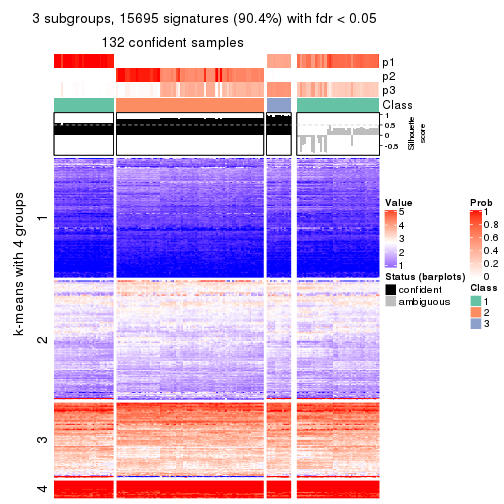 3 subgroups, 15695 signatures (90.4%) with fdr < 0.05
132 confident samples
p1
p2
p3
Class
1
0.5
0
-0.5
Silhouette
score
k-means with 4 groups
1
2
3
4
Value
5
4
3
2
1
Status (barplots)
confident
ambiguous
Prob
1
0.8
0.6
0.4
0.2
0
Class
1
2
3